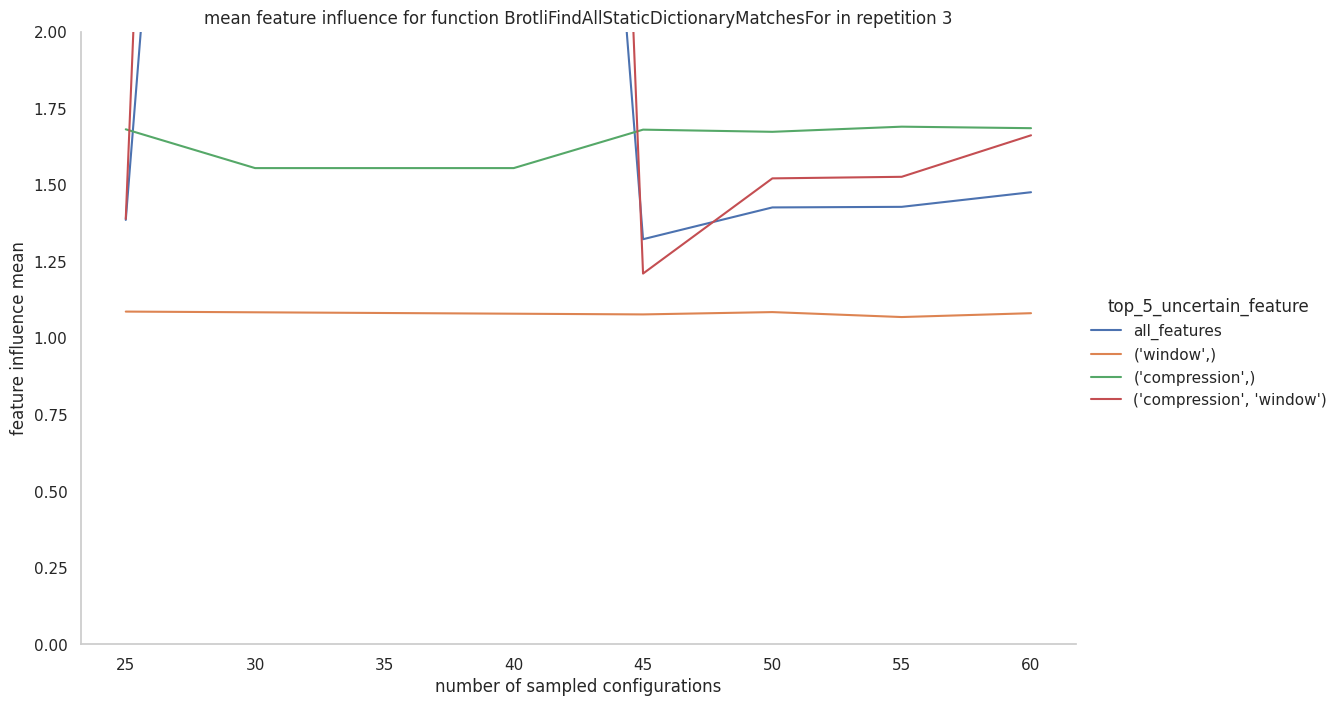 mean feature influence for function BrotliFindAllStaticDictionaryMatchesFor in repetition 3
2.00
1.75
1.50
1.25
1.00
0.75
0.50
0.25
0.00
feature influence mean
25 30 35 40 45 50 55 60
number of sampled configurations
top_5_uncertain_feature
all_features
('window',)
('compression',)
('compression', 'window')